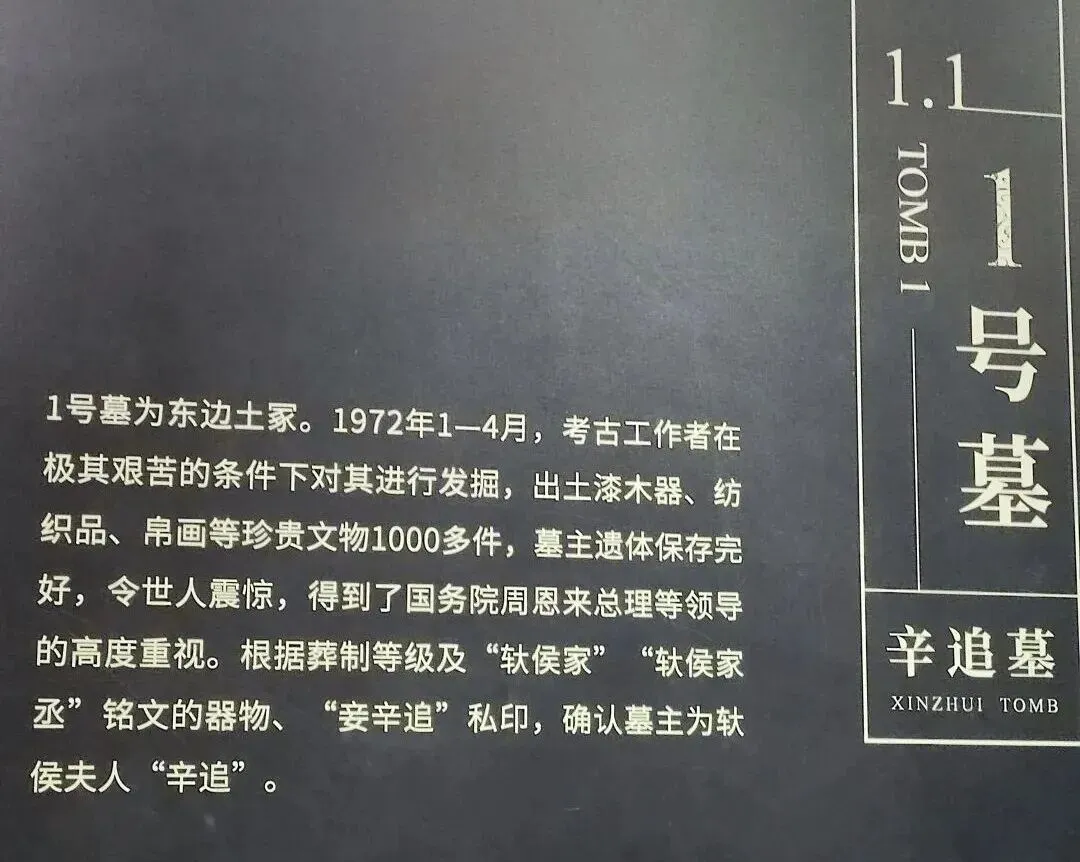 1.1
TOMB 1
1号墓
辛追墓
XINZHUI TOMB
1号墓为东边土冢。1972年1—4月，考古工作者在
极其艰苦的条件下对其进行发掘，出土漆木器、纺
织品、帛画等珍贵文物1000多件，墓主遗体保存完
好，令世人震惊，得到了国务院周恩来总理等领导
的高度重视。根据葬制等级及“轪侯家”“轪侯家
丞”铭文的器物、“妾辛追”私印，确认墓主为轪
侯夫人“辛追”。